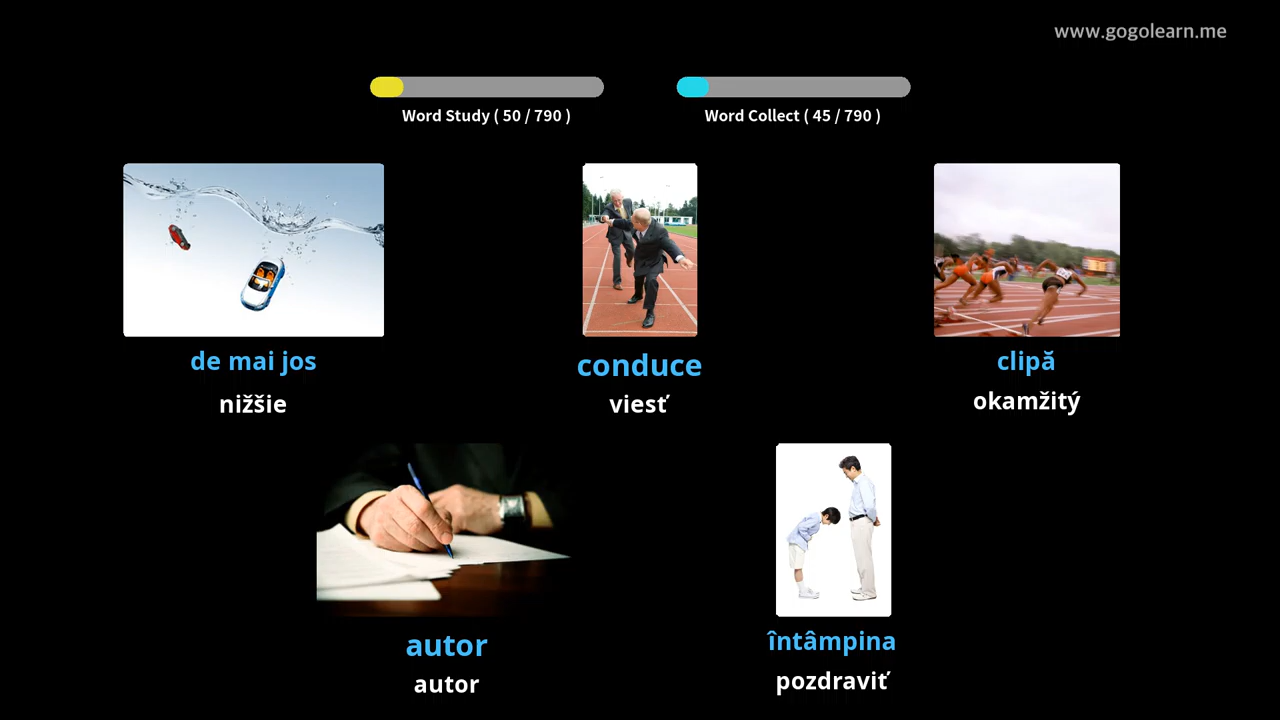 www.gogolearn.me
Word Study ( 50 / 790 )
Word Collect ( 45 / 790 )
de mai jos
nižšie
conduce
viesť
clipă
okamžitý
autor
autor
întâmpina
pozdraviť